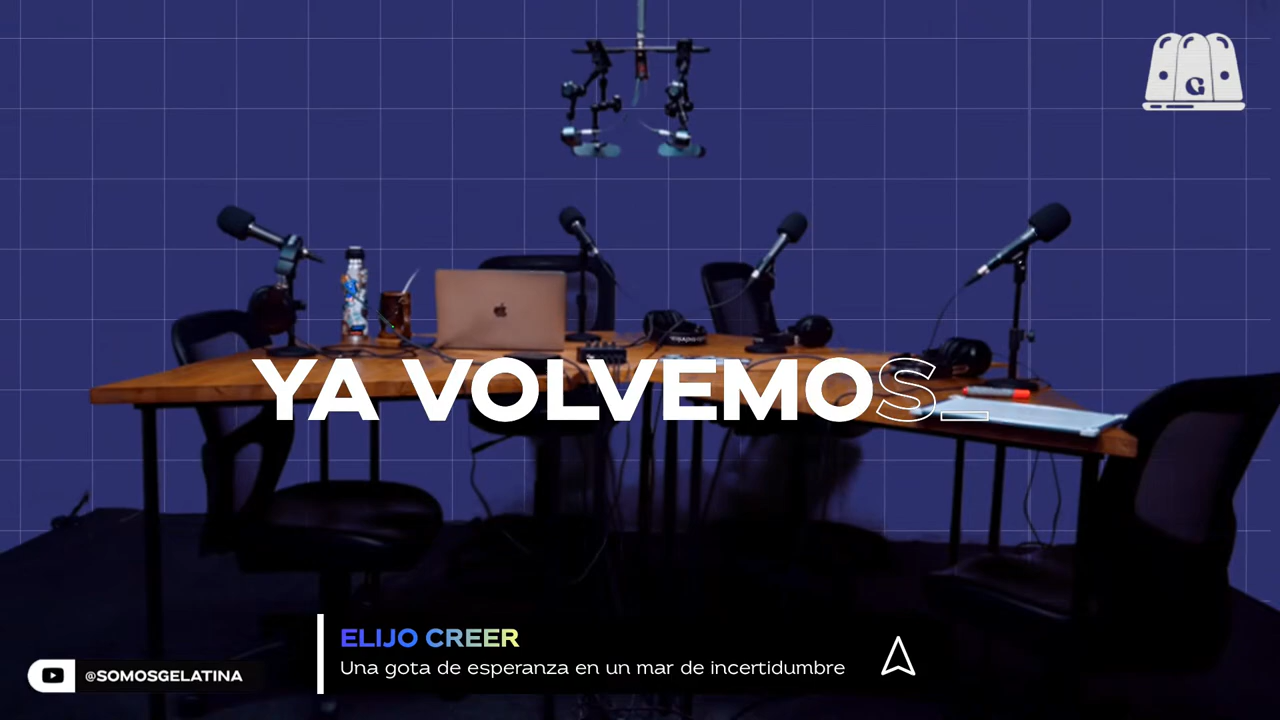 G
YA VOLVEMOS_
ELIJO CREER
Una gota de esperanza en un mar de incertidumbre
@SOMOSGELATINA